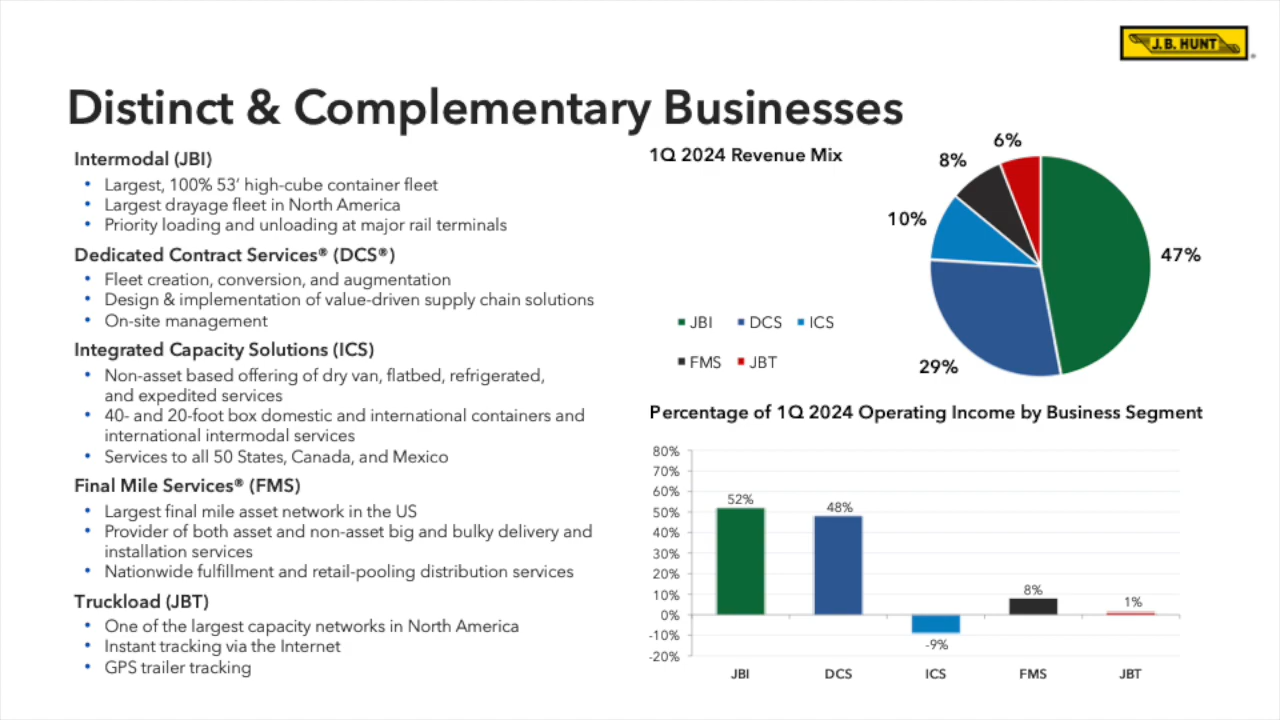 J.B. HUNT
Distinct & Complementary Businesses
Intermodal (JBI)
• Largest, 100% 53’ high-cube container fleet
• Largest drayage fleet in North America
• Priority loading and unloading at major rail terminals
Dedicated Contract Services® (DCS®)
• Fleet creation, conversion, and augmentation
• Design & implementation of value-driven supply chain solutions
• On-site management
Integrated Capacity Solutions (ICS)
• Non-asset based offering of dry van, flatbed, refrigerated,
and expedited services
• 40- and 20-foot box domestic and international containers and
international intermodal services
• Services to all 50 States, Canada, and Mexico
Final Mile Services® (FMS)
• Largest final mile asset network in the US
• Provider of both asset and non-asset big and bulky delivery and
installation services
• Nationwide fulfillment and retail-pooling distribution services
Truckload (JBT)
• One of the largest capacity networks in North America
• Instant tracking via the Internet
• GPS trailer tracking
1Q 2024 Revenue Mix
6%
8%
10%
47%
29%
JBI DCS ICS
FMS JBT
Percentage of 1Q 2024 Operating Income by Business Segment
80%
70%
60%
50%
40%
30%
20%
10%
0%
-10%
-20%
52%
48%
-9%
8%
1%
JBI DCS ICS FMS JBT